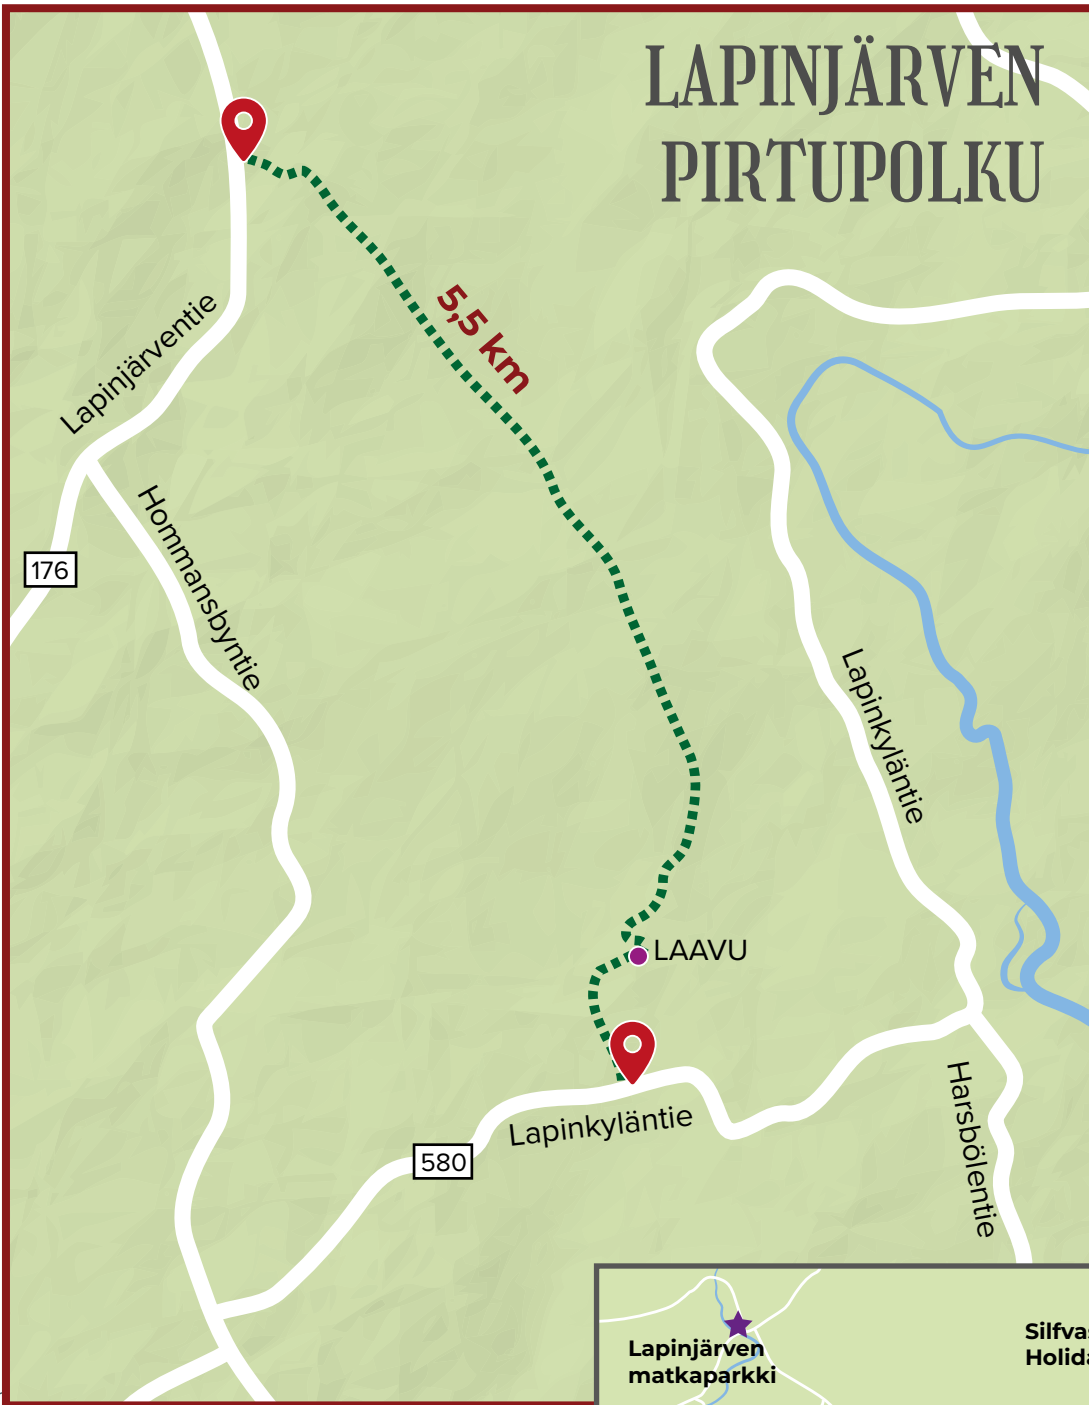 LAPINJÄRVEN
PIRTUPOLKU
5,5 km
Lapinjärventie
Hommansbyntie
176
Lapinkyläntie
LAAVU
Lapinkyläntie
580
Harsbölentie
Lapinjärven
matkaparkki